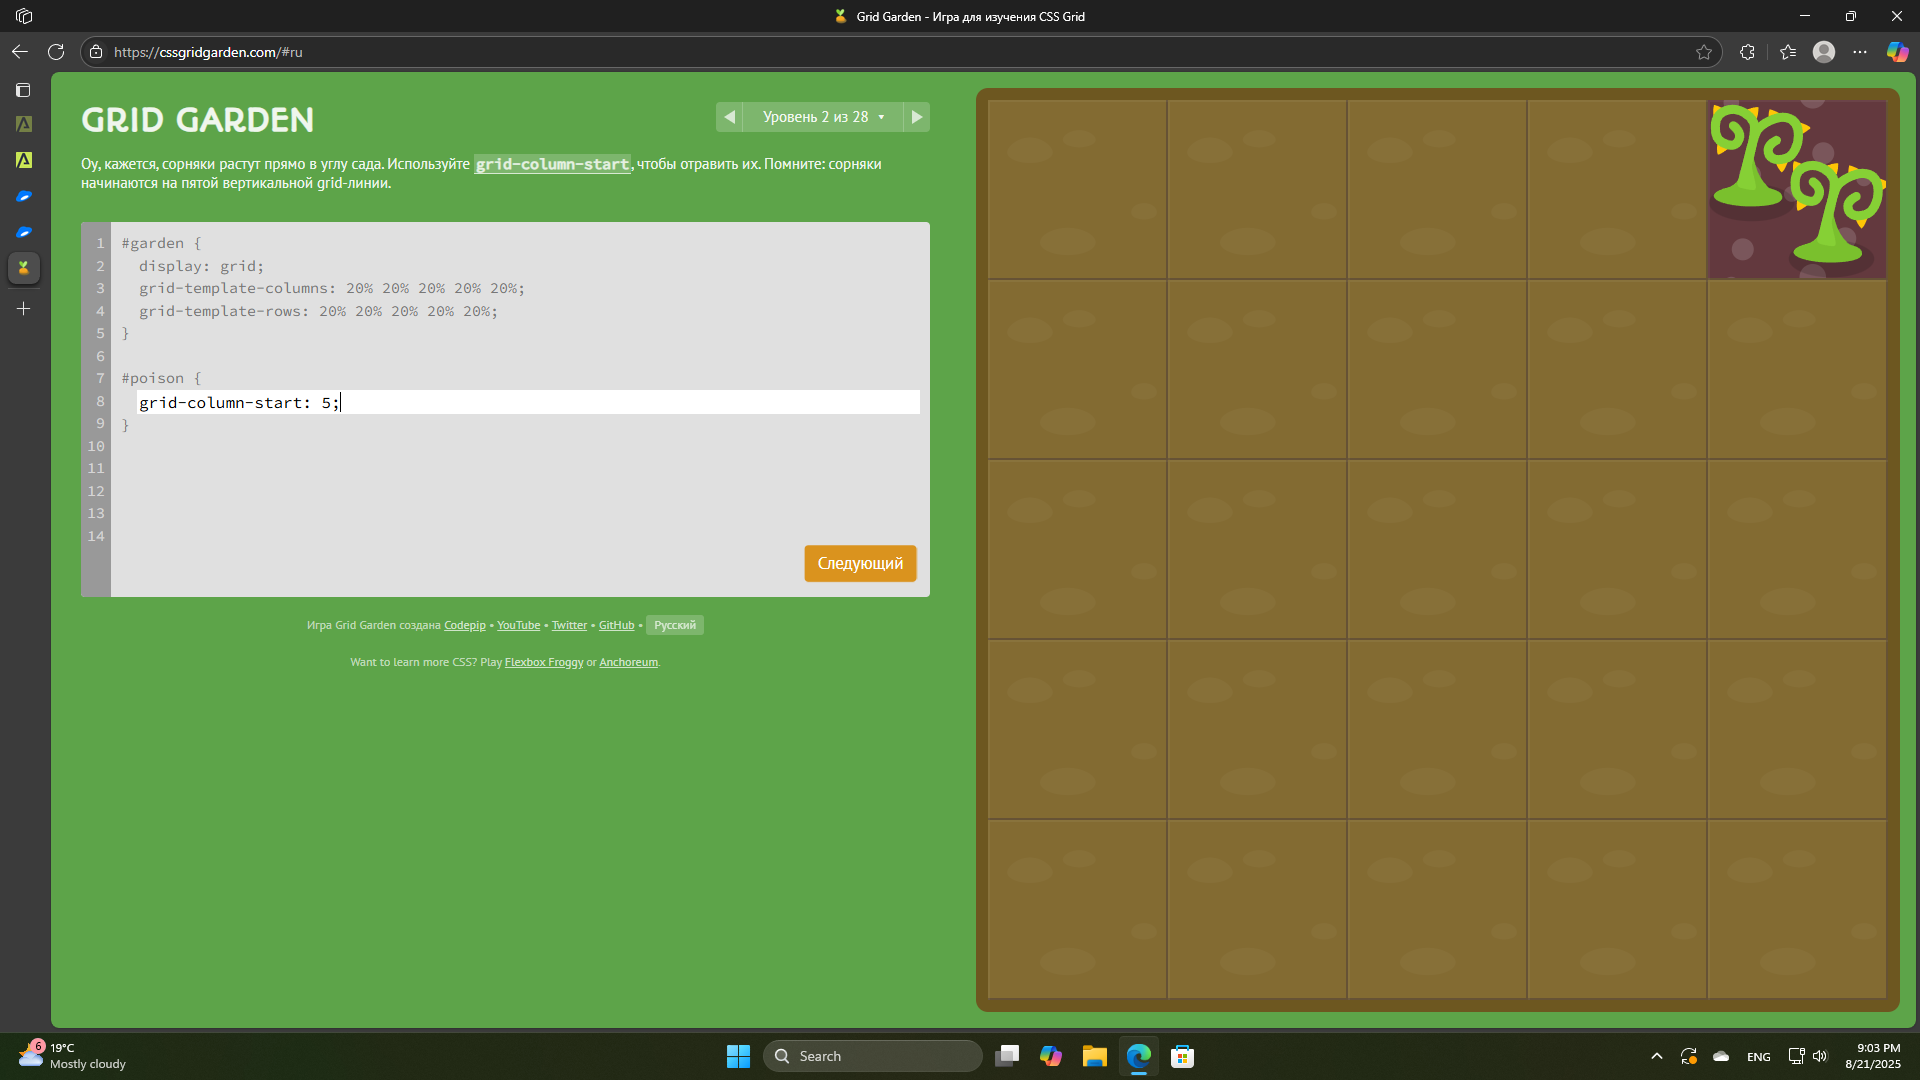 Grid Garden - Игра для изучения CSS Grid
https://cssgridgarden.com/#ru
GRID GARDEN
Уровень 2 из 28
Оу, кажется, сорняки растут прямо в углу сада. Используйте grid-column-start, чтобы отравить их. Помните: сорняки
начинаются на пятой вертикальной grid-линии.
1 #garden {
2 display: grid;
3 grid-template-columns: 20% 20% 20% 20% 20%;
4 grid-template-rows: 20% 20% 20% 20% 20%;
5 }
6
7 #poison {
8 grid-column-start: 5;
9 }
10
11
12
13
14
Следующий
Игра Grid Garden создана Codepip • YouTube • Twitter • GitHub • Русский
Want to learn more CSS? Play Flexbox Froggy or Anchoreum.
6
19°C
Mostly cloudy
Search
ENG
9:03 PM
8/21/2025